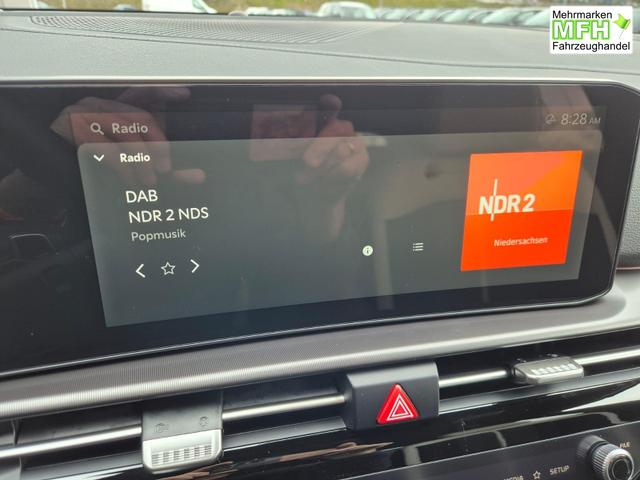 Mehrmarken
MFH
Fahrzeughandel
Radio
8:28 AM
Radio
DAB
NDR 2 NDS
Popmusik
NDR 2
Niedersachsen
SETUP